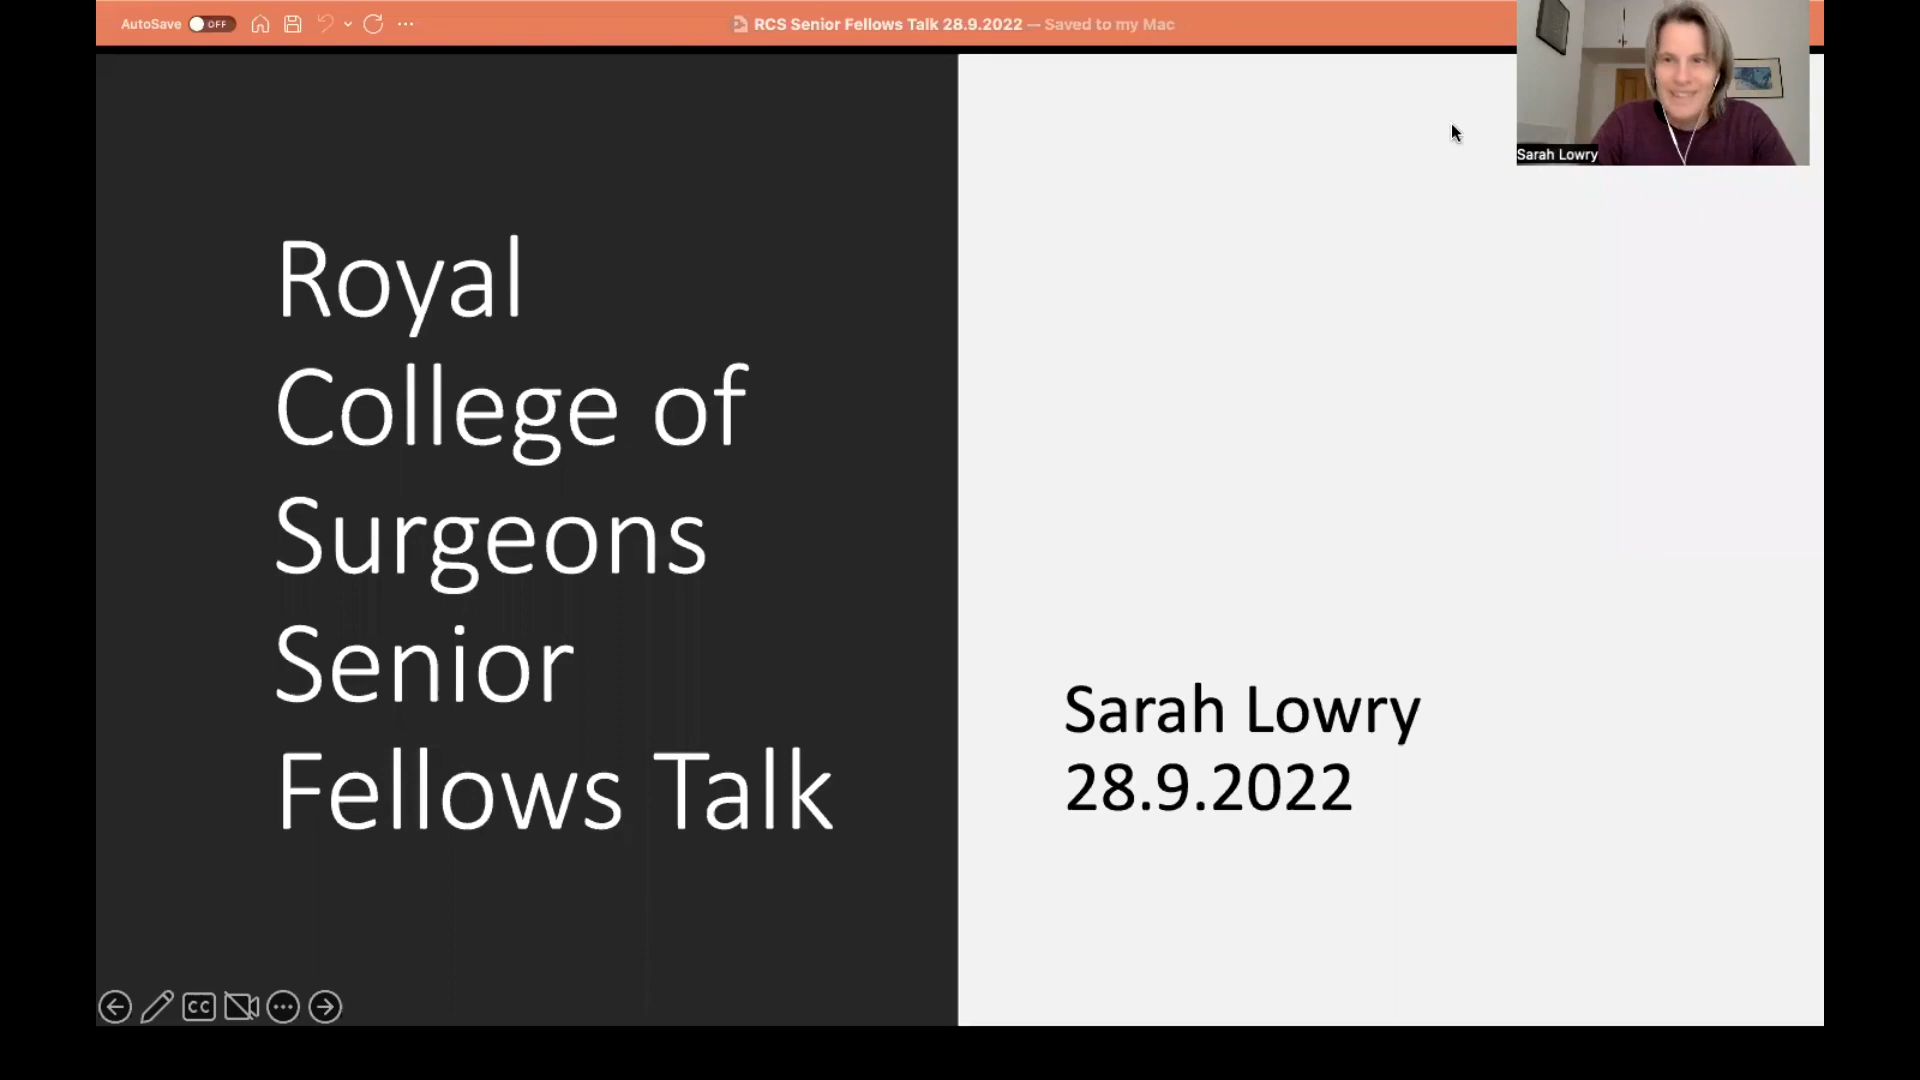 AutoSave OFF
RCS Senior Fellows Talk 28.9.2022 — Saved to my Mac
Sarah Lowry
Royal
College of
Surgeons
Senior
Fellows Talk
Sarah Lowry
28.9.2022
CC